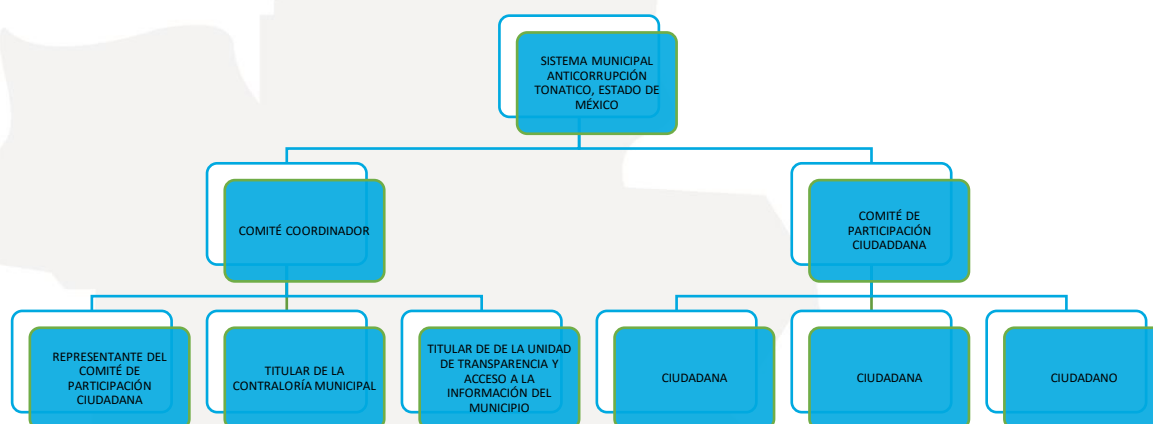 SISTEMA MUNICIPAL
ANTICORRUPCIÓN
TONATICO, ESTADO DE
MÉXICO
COMITÉ COORDINADOR
COMITÉ DE
PARTICIPACIÓN
CIUDADDANA
REPRESENTANTE DEL
COMITÉ DE
PARTICIPACIÓN
CIUDADANA
TITULAR DE LA
CONTRALORÍA MUNICIPAL
TITULAR DE DE LA UNIDAD
DE TRANSPARENCIA Y
ACCESO A LA
INFORMACIÓN DEL
MUNICIPIO
CIUDADANA
CIUDADANA
CIUDADANO